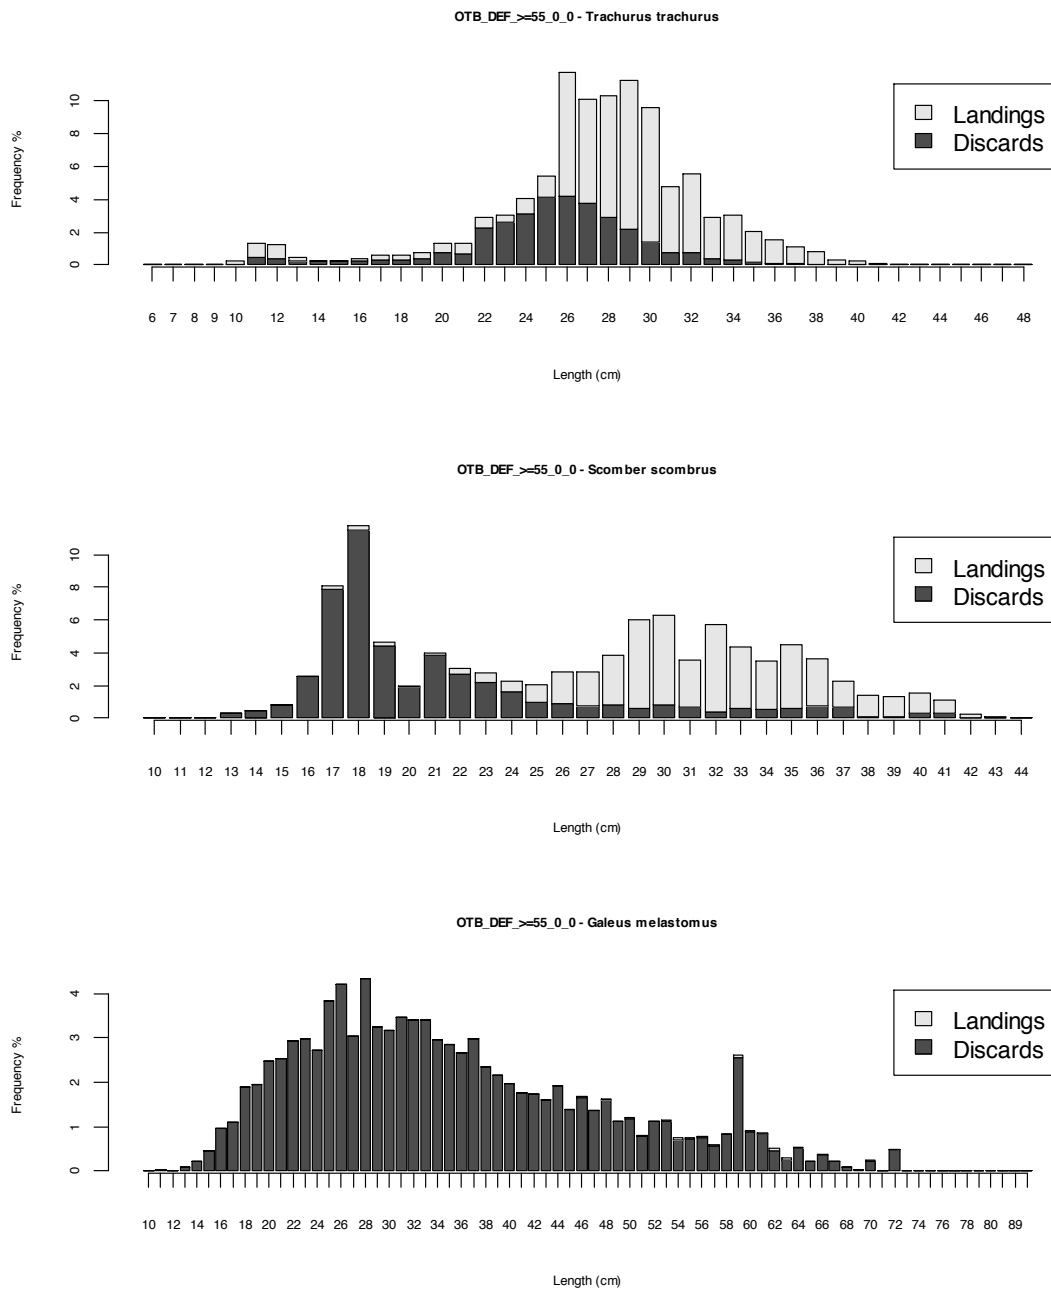 OTB_DEF_>=55_0_0 - Trachurus trachurus
Frequency %
10
8
6
4
2
0
Landings
Discards
6 7 8 9 10 12 14 16 18 20 22 24 26 28 30 32 34 36 38 40 42 44 46 48
Length (cm)
OTB_DEF_>=55_0_0 - Scomber scombrus
Frequency %
10
8
6
4
2
0
Landings
Discards
10 11 12 13 14 15 16 17 18 19 20 21 22 23 24 25 26 27 28 29 30 31 32 33 34 35 36 37 38 39 40 41 42 43 44
Length (cm)
OTB_DEF_>=55_0_0 - Galeus melastomus
Frequency %
4
3
2
1
0
Landings
Discards
10 12 14 16 18 20 22 24 26 28 30 32 34 36 38 40 42 44 46 48 50 52 54 56 58 60 62 64 66 68 70 72 74 76 78 80 89
Length (cm)